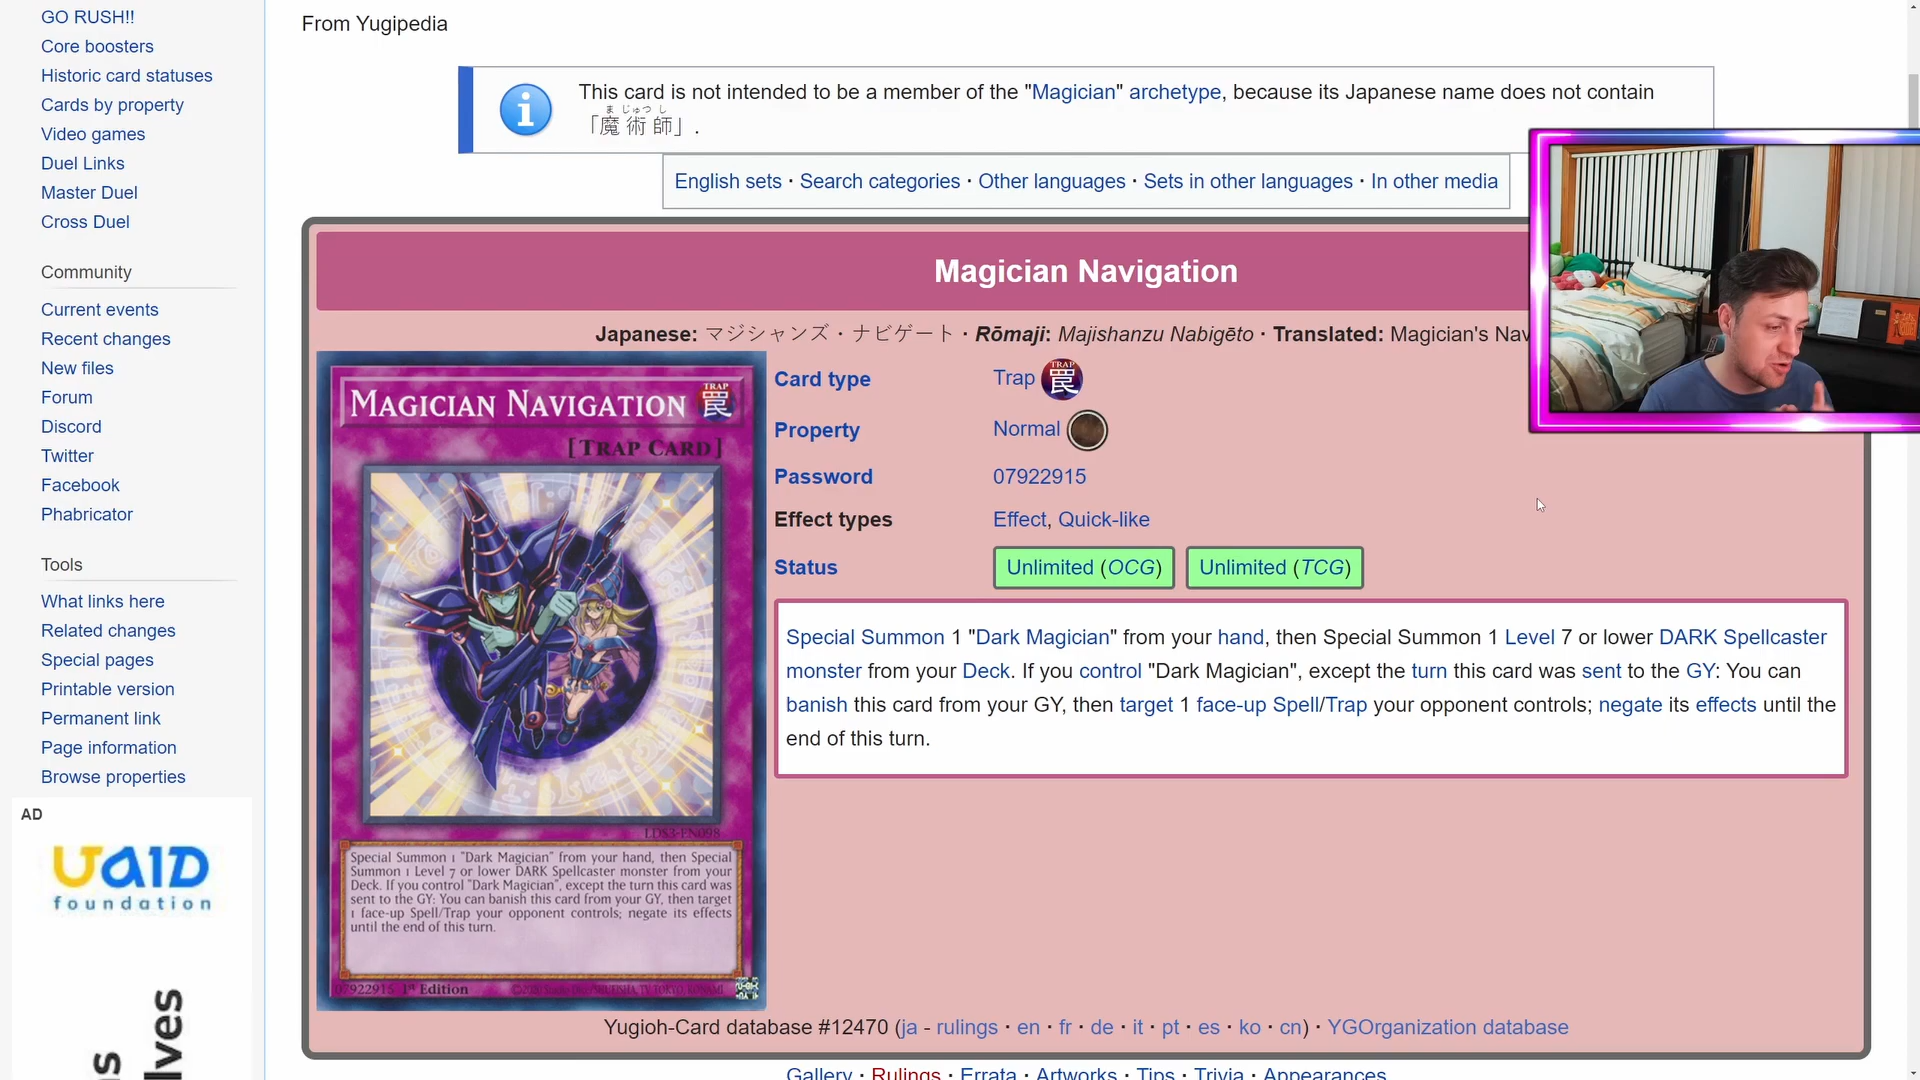 GO RUSH!!
Core boosters
Historic card statuses
Cards by property
Video games
Duel Links
Master Duel
Cross Duel
Community
Current events
Recent changes
New files
Forum
Discord
Twitter
Facebook
Phabricator
Tools
What links here
Related changes
Special pages
Printable version
Permanent link
Page information
Browse properties
AD
UAID
foundation
lves
From Yugipedia
This card is not intended to be a member of the "Magician" archetype, because its Japanese name does not contain
ま じゅつ し
「魔術師」.
English sets · Search categories · Other languages · Sets in other languages · In other media
Magician Navigation
Japanese: マジシャンズ・ナビゲート · Rōmaji: Majishanzu Nabigēto · Translated: Magician's Nav
MAGICIAN NAVIGATION
TRAP
罠
[TRAP CARD]
LDS3-EN098
Special Summon 1 "Dark Magician" from your hand, then Special
Summon 1 Level 7 or lower DARK Spellcaster monster from your
Deck. If you control "Dark Magician", except the turn this card was
sent to the GY: You can banish this card from your GY, then target
1 face-up Spell/Trap your opponent controls; negate its effects
until the end of this turn.
07922915 1st Edition
Card type Trap TRAP 罠
Property Normal
Password 07922915
Effect types Effect, Quick-like
Status Unlimited (OCG) Unlimited (TCG)
Special Summon 1 "Dark Magician" from your hand, then Special Summon 1 Level 7 or lower DARK Spellcaster
monster from your Deck. If you control "Dark Magician", except the turn this card was sent to the GY: You can
banish this card from your GY, then target 1 face-up Spell/Trap your opponent controls; negate its effects until the
end of this turn.
Yugioh-Card database #12470 (ja - rulings · en · fr · de · it · pt · es · ko · cn) · YGOrganization database
Gallery · Rulings · Errata · Artworks · Tips · Trivia · Appearances